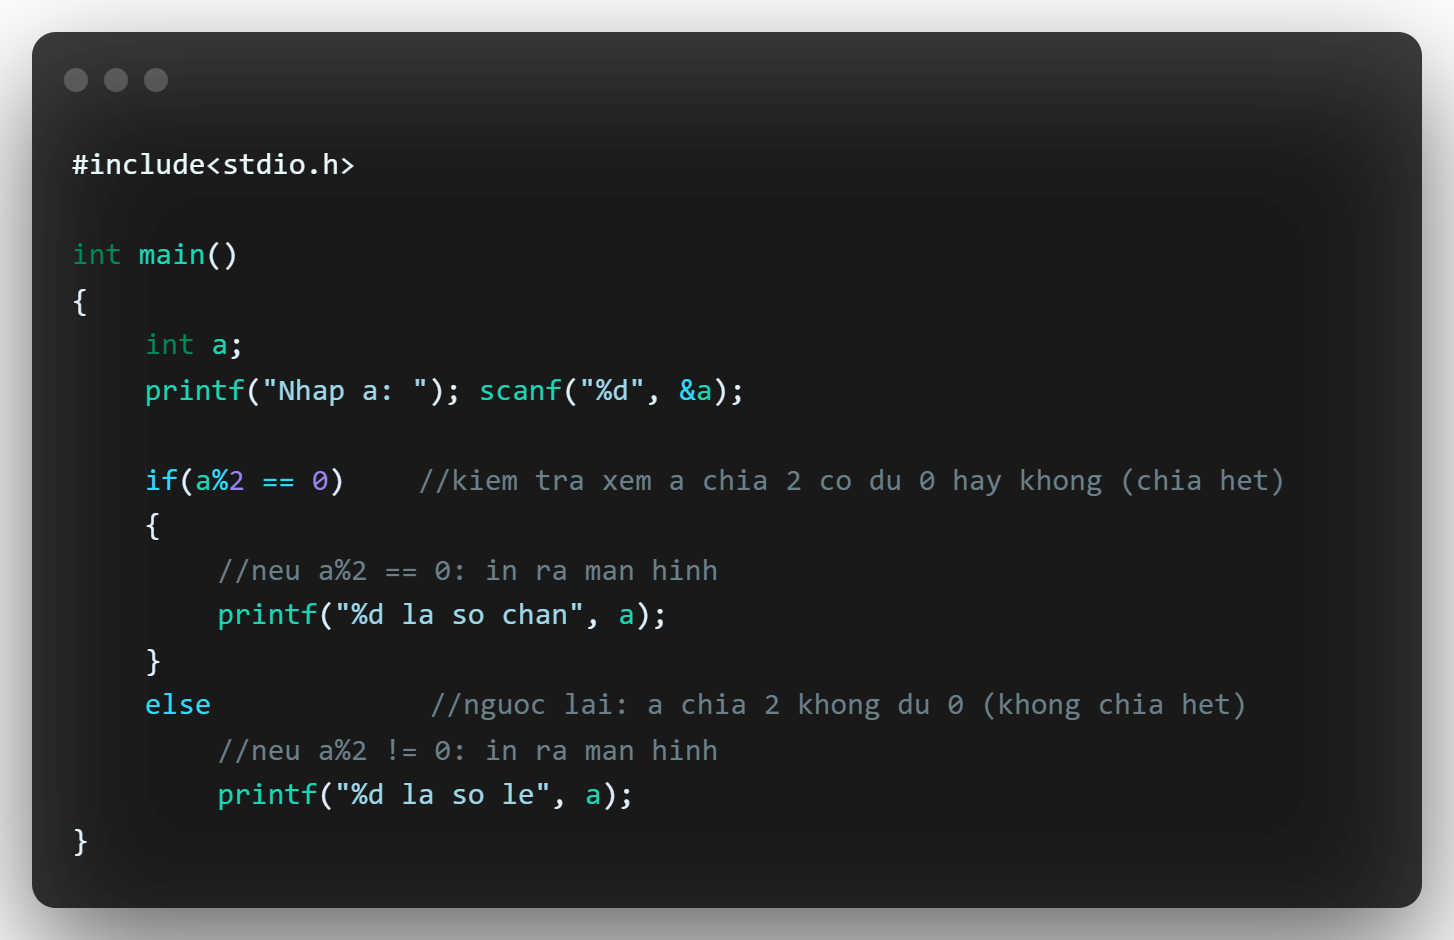 #include<stdio.h>
int main()
{
int a;
printf("Nhap a: "); scanf("%d", &a);
if(a%2 == 0) //kiem tra xem a chia 2 co du 0 hay khong (chia het)
{
//neu a%2 == 0: in ra man hinh
printf("%d la so chan", a);
}
else //nguoc lai: a chia 2 khong du 0 (khong chia het)
//neu a%2 != 0: in ra man hinh
printf("%d la so le", a);
}